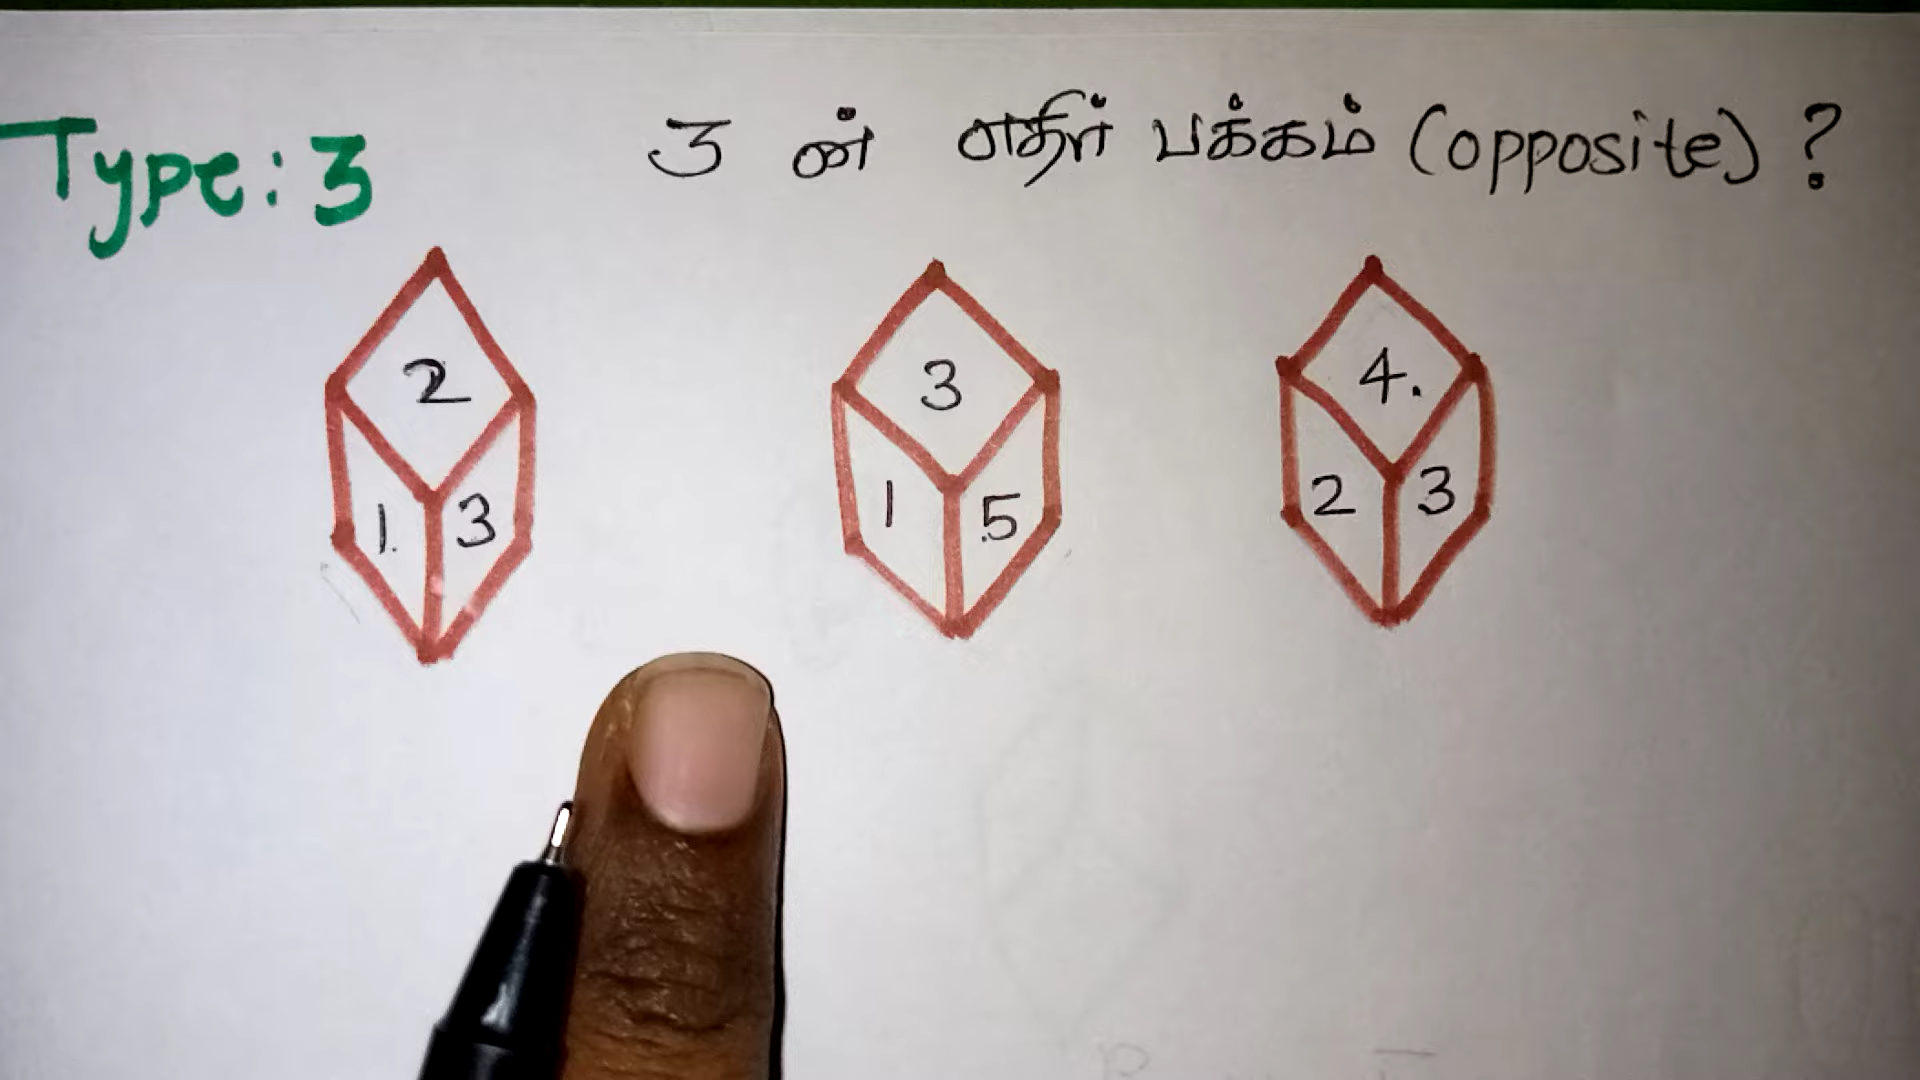 Type: 3
3 ன் எதிர் பக்கம் (opposite) ?
2 3 4.
1. 3 1 5 2 3